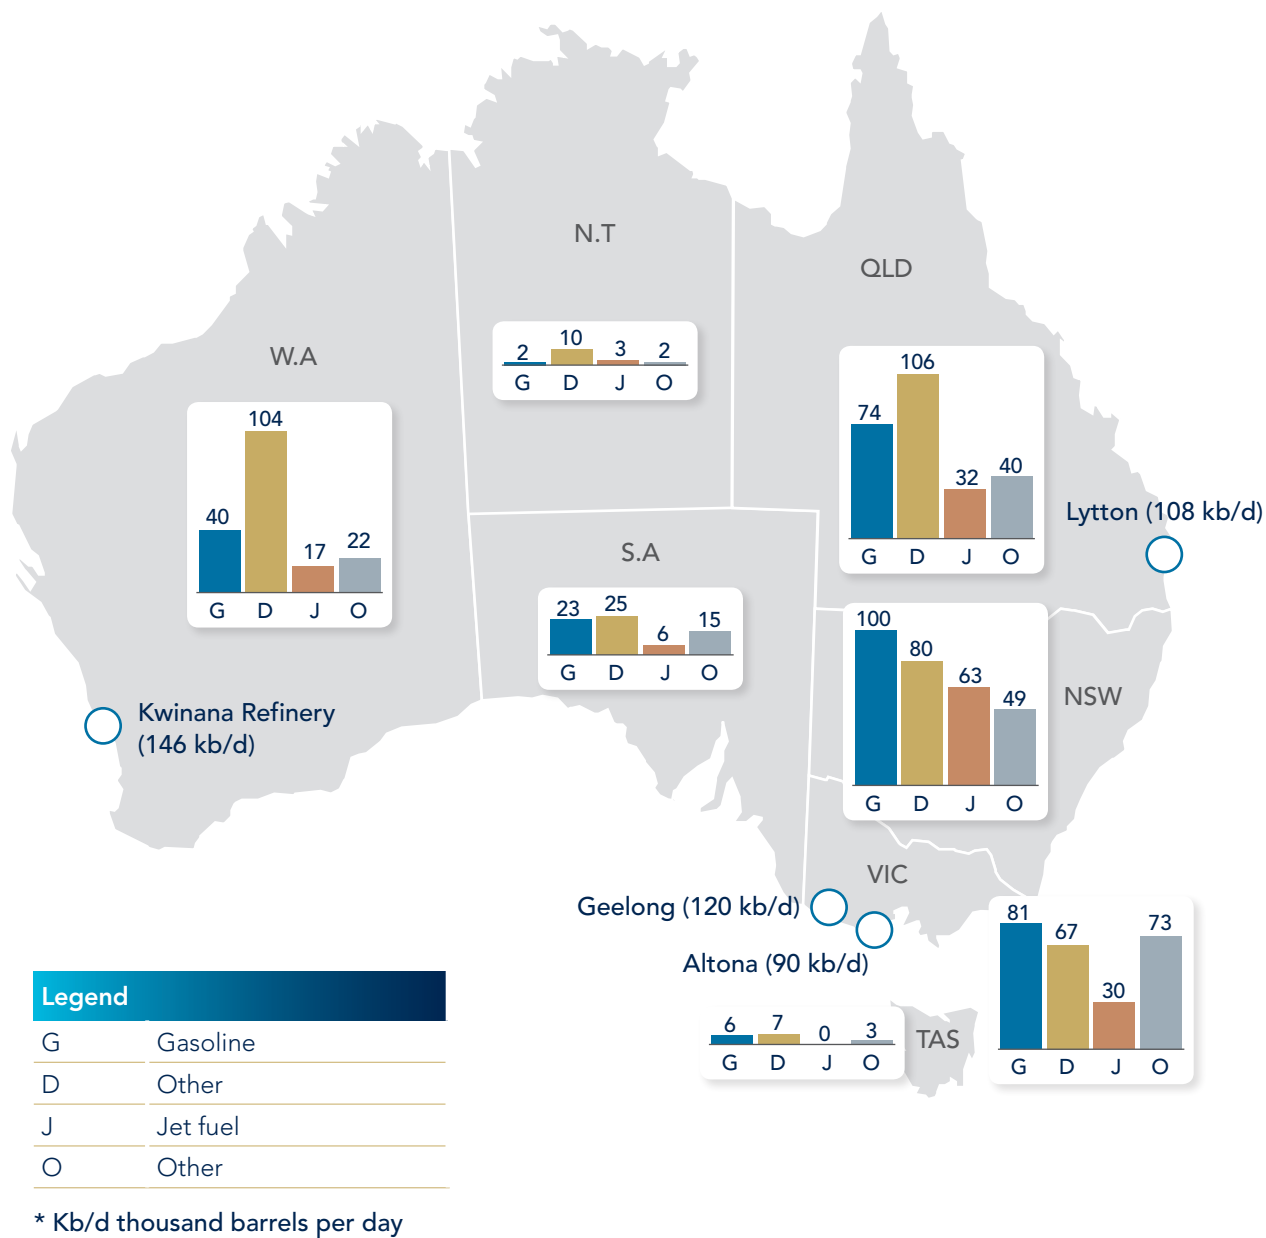 N.T
2 10 3 2
G D J O
QLD
106
74
32 40
G D J O
W.A
104
40
17 22
G D J O
Lytton (108 kb/d)
S.A
23 25 6 15
G D J O
100
80
63
49
G D J O
NSW
Kwinana Refinery
(146 kb/d)
VIC
Geelong (120 kb/d)
Altona (90 kb/d)
81
67
30
73
G D J O
6 7 0 3
G D J O
TAS
Legend
G Gasoline
D Other
J Jet fuel
O Other
* Kb/d thousand barrels per day